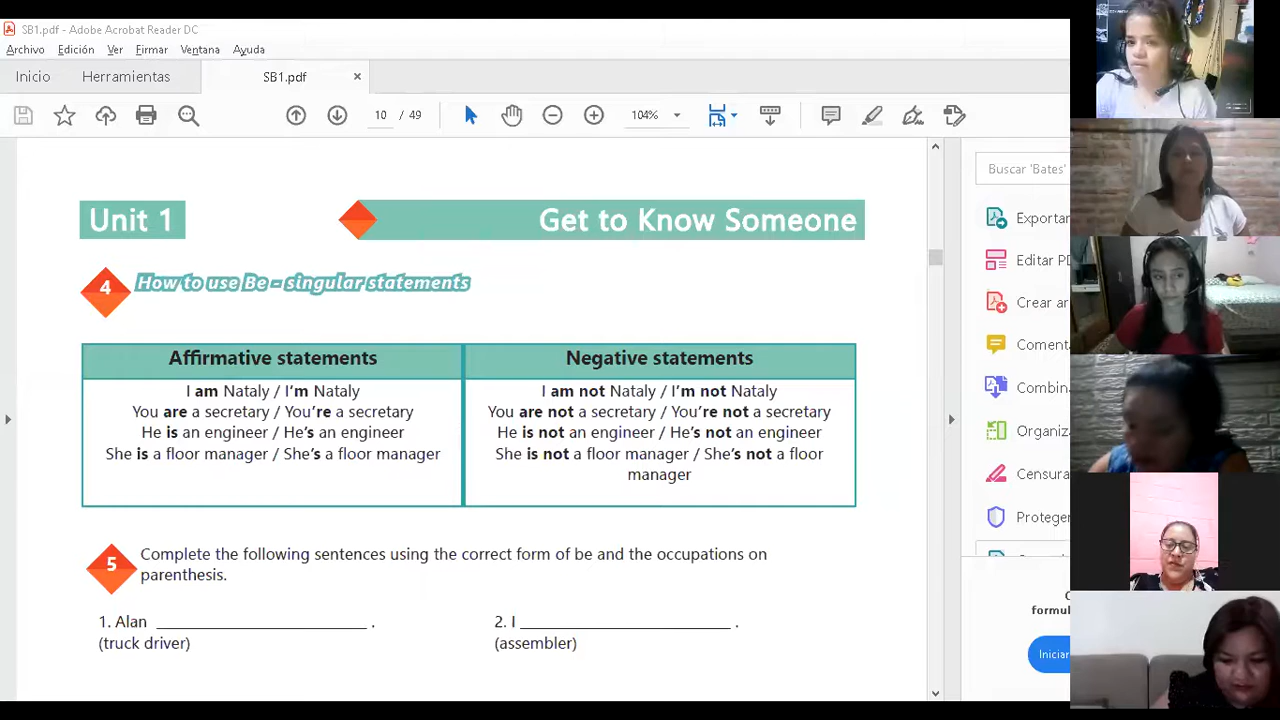 SB1.pdf - Adobe Acrobat Reader DC
Archivo Edición Ver Firmar Ventana Ayuda
Inicio Herramientas SB1.pdf ×
10 / 49 104%
Buscar 'Bates'
Unit 1 Get to Know Someone
Exportar
Editar PD
4 How to use Be - singular statements
Crear ar
Coment
Combin
Organiz
Censura
Proteger
Affirmative statements Negative statements
I am Nataly / I'm Nataly I am not Nataly / I'm not Nataly
You are a secretary / You're a secretary You are not a secretary / You're not a secretary
He is an engineer / He's an engineer He is not an engineer / He's not an engineer
She is a floor manager / She's a floor manager She is not a floor manager / She's not a floor
manager
5 Complete the following sentences using the correct form of be and the occupations on
parenthesis.
formul
1. Alan ____________________ . 2. I ____________________ .
(truck driver) (assembler)
Iniciar